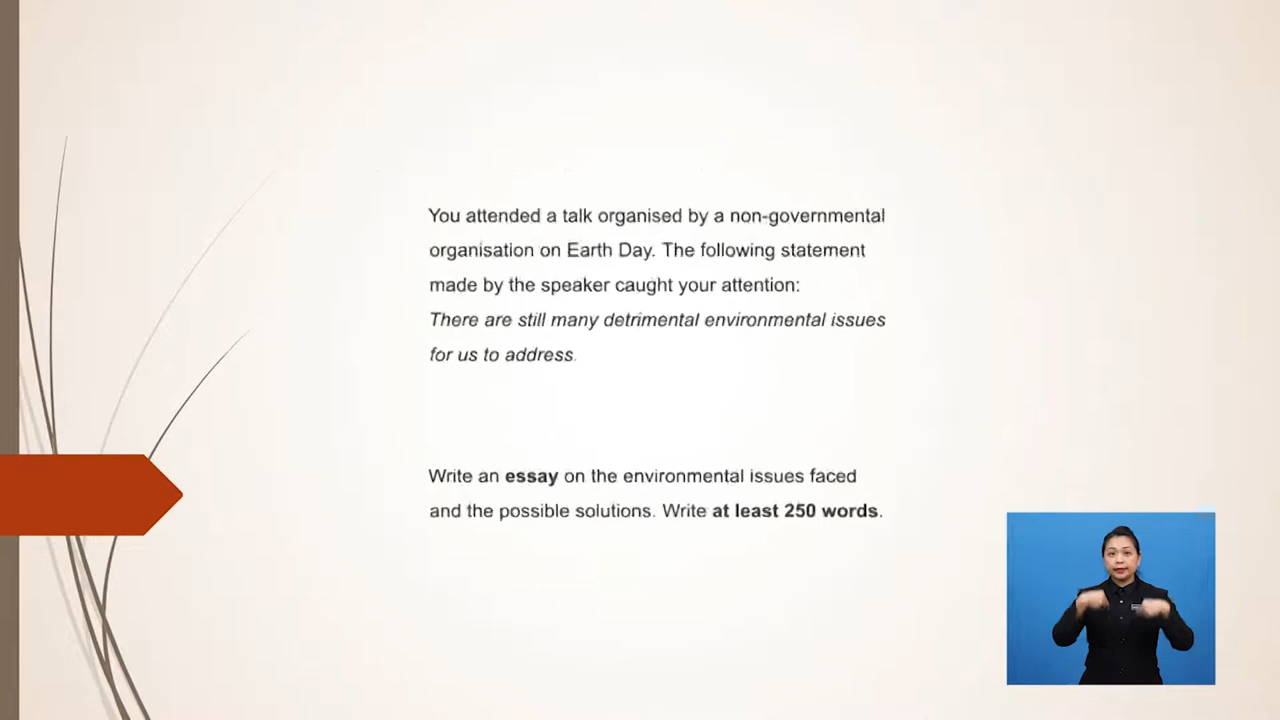 You attended a talk organised by a non-governmental
organisation on Earth Day. The following statement
made by the speaker caught your attention:
There are still many detrimental environmental issues
for us to address.
Write an essay on the environmental issues faced
and the possible solutions. Write at least 250 words.